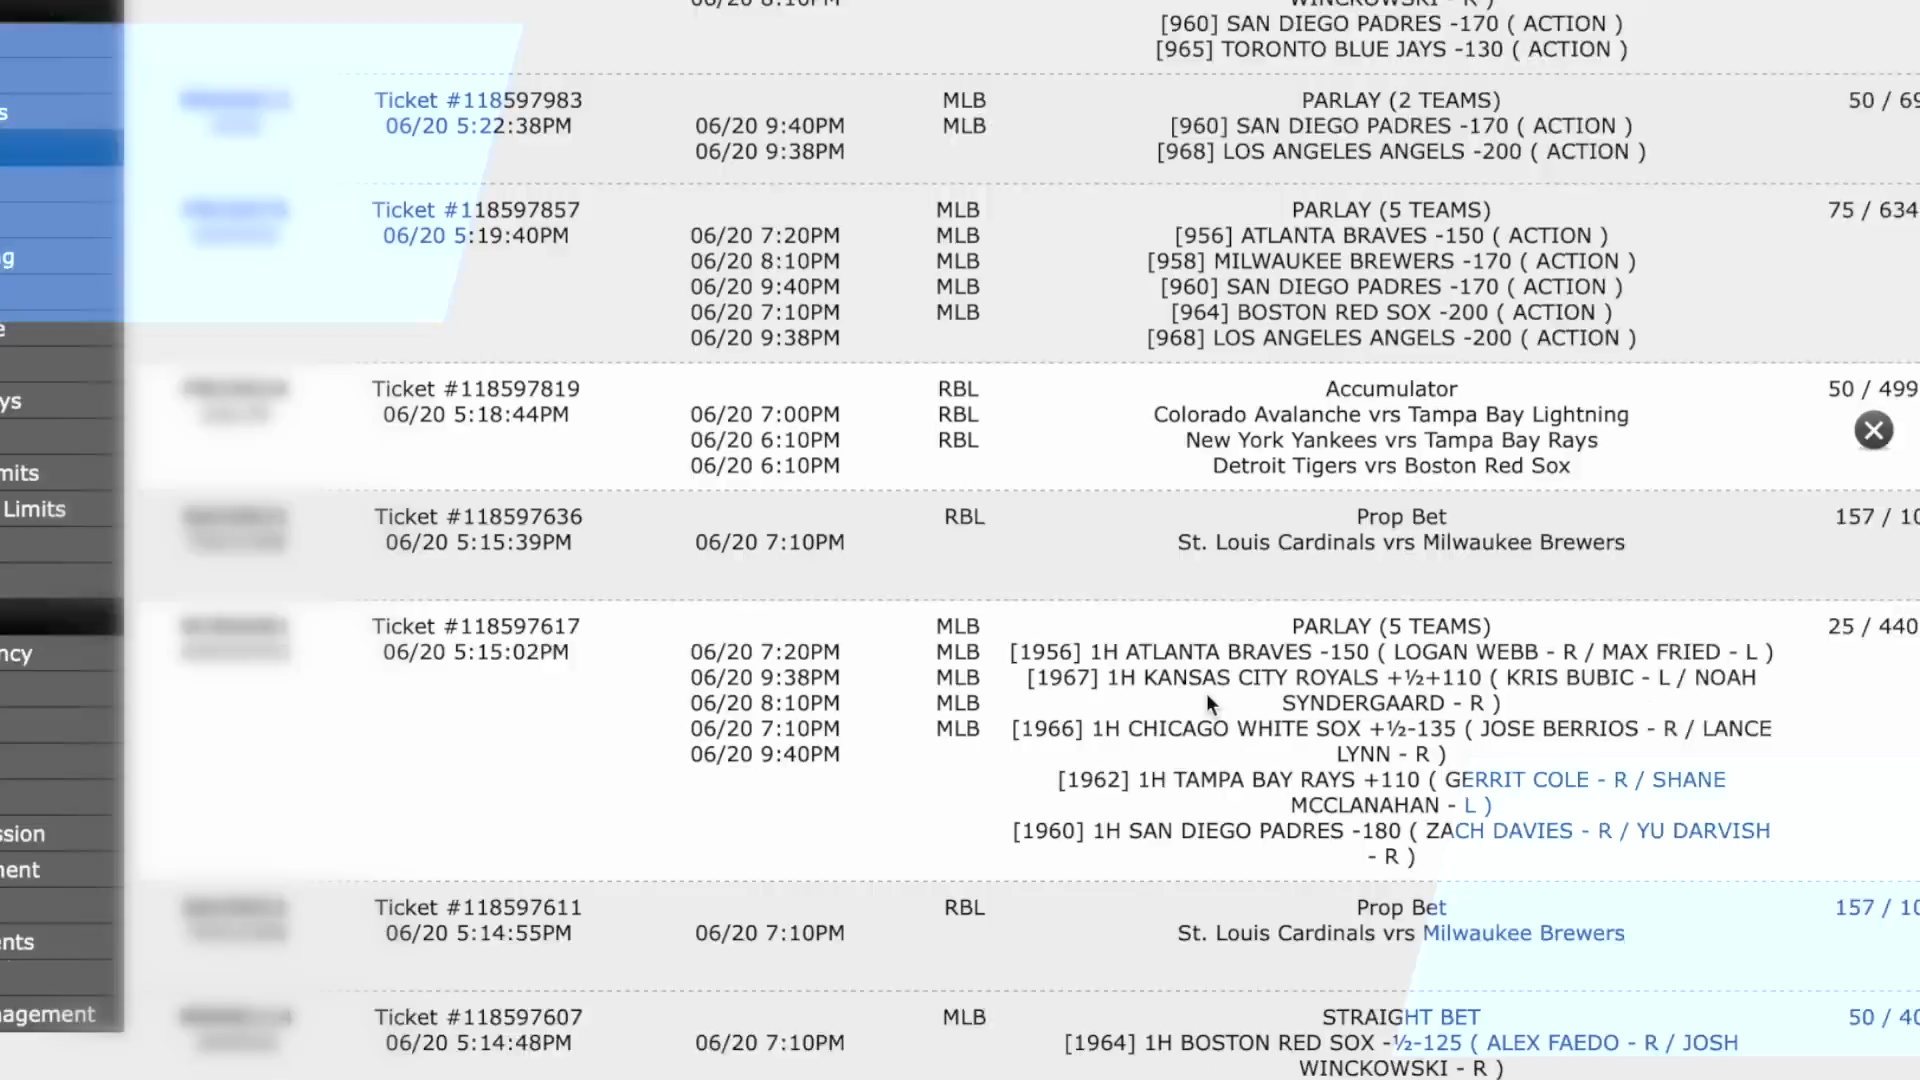 [960] SAN DIEGO PADRES -170 ( ACTION )
[965] TORONTO BLUE JAYS -130 ( ACTION )
Ticket #118597983 MLB PARLAY (2 TEAMS)
06/20 5:22:38PM 06/20 9:40PM MLB [960] SAN DIEGO PADRES -170 ( ACTION )
06/20 9:38PM [968] LOS ANGELES ANGELS -200 ( ACTION )
Ticket #118597857 MLB PARLAY (5 TEAMS) 75 / 634
06/20 5:19:40PM 06/20 7:20PM MLB [956] ATLANTA BRAVES -150 ( ACTION )
06/20 8:10PM MLB [958] MILWAUKEE BREWERS -170 ( ACTION )
06/20 9:40PM MLB [960] SAN DIEGO PADRES -170 ( ACTION )
06/20 7:10PM MLB [964] BOSTON RED SOX -200 ( ACTION )
06/20 9:38PM [968] LOS ANGELES ANGELS -200 ( ACTION )
Ticket #118597819 RBL Accumulator 50 / 499
06/20 5:18:44PM 06/20 7:00PM RBL Colorado Avalanche vrs Tampa Bay Lightning
06/20 6:10PM RBL New York Yankees vrs Tampa Bay Rays
06/20 6:10PM Detroit Tigers vrs Boston Red Sox
mits
Limits
Ticket #118597636 RBL Prop Bet 157 / 10
06/20 5:15:39PM 06/20 7:10PM St. Louis Cardinals vrs Milwaukee Brewers
Ticket #118597617 MLB PARLAY (5 TEAMS) 25 / 440
06/20 5:15:02PM 06/20 7:20PM MLB [1956] 1H ATLANTA BRAVES -150 ( LOGAN WEBB - R / MAX FRIED - L )
06/20 9:38PM MLB [1967] 1H KANSAS CITY ROYALS +½+110 ( KRIS BUBIC - L / NOAH
06/20 8:10PM MLB SYNDERGAARD - R )
06/20 7:10PM MLB [1966] 1H CHICAGO WHITE SOX +½-135 ( JOSE BERRIOS - R / LANCE
06/20 9:40PM LYNN - R )
[1962] 1H TAMPA BAY RAYS +110 ( GERRIT COLE - R / SHANE
MCCLANAHAN - L )
[1960] 1H SAN DIEGO PADRES -180 ( ZACH DAVIES - R / YU DARVISH
- R )
ncy
ssion
nent
nts
nagement
Ticket #118597611 RBL Prop Bet 157 / 10
06/20 5:14:55PM 06/20 7:10PM St. Louis Cardinals vrs Milwaukee Brewers
Ticket #118597607 MLB STRAIGHT BET 50 / 40
06/20 5:14:48PM 06/20 7:10PM [1964] 1H BOSTON RED SOX -½-125 ( ALEX FAEDO - R / JOSH
WINCKOWSKI - R )